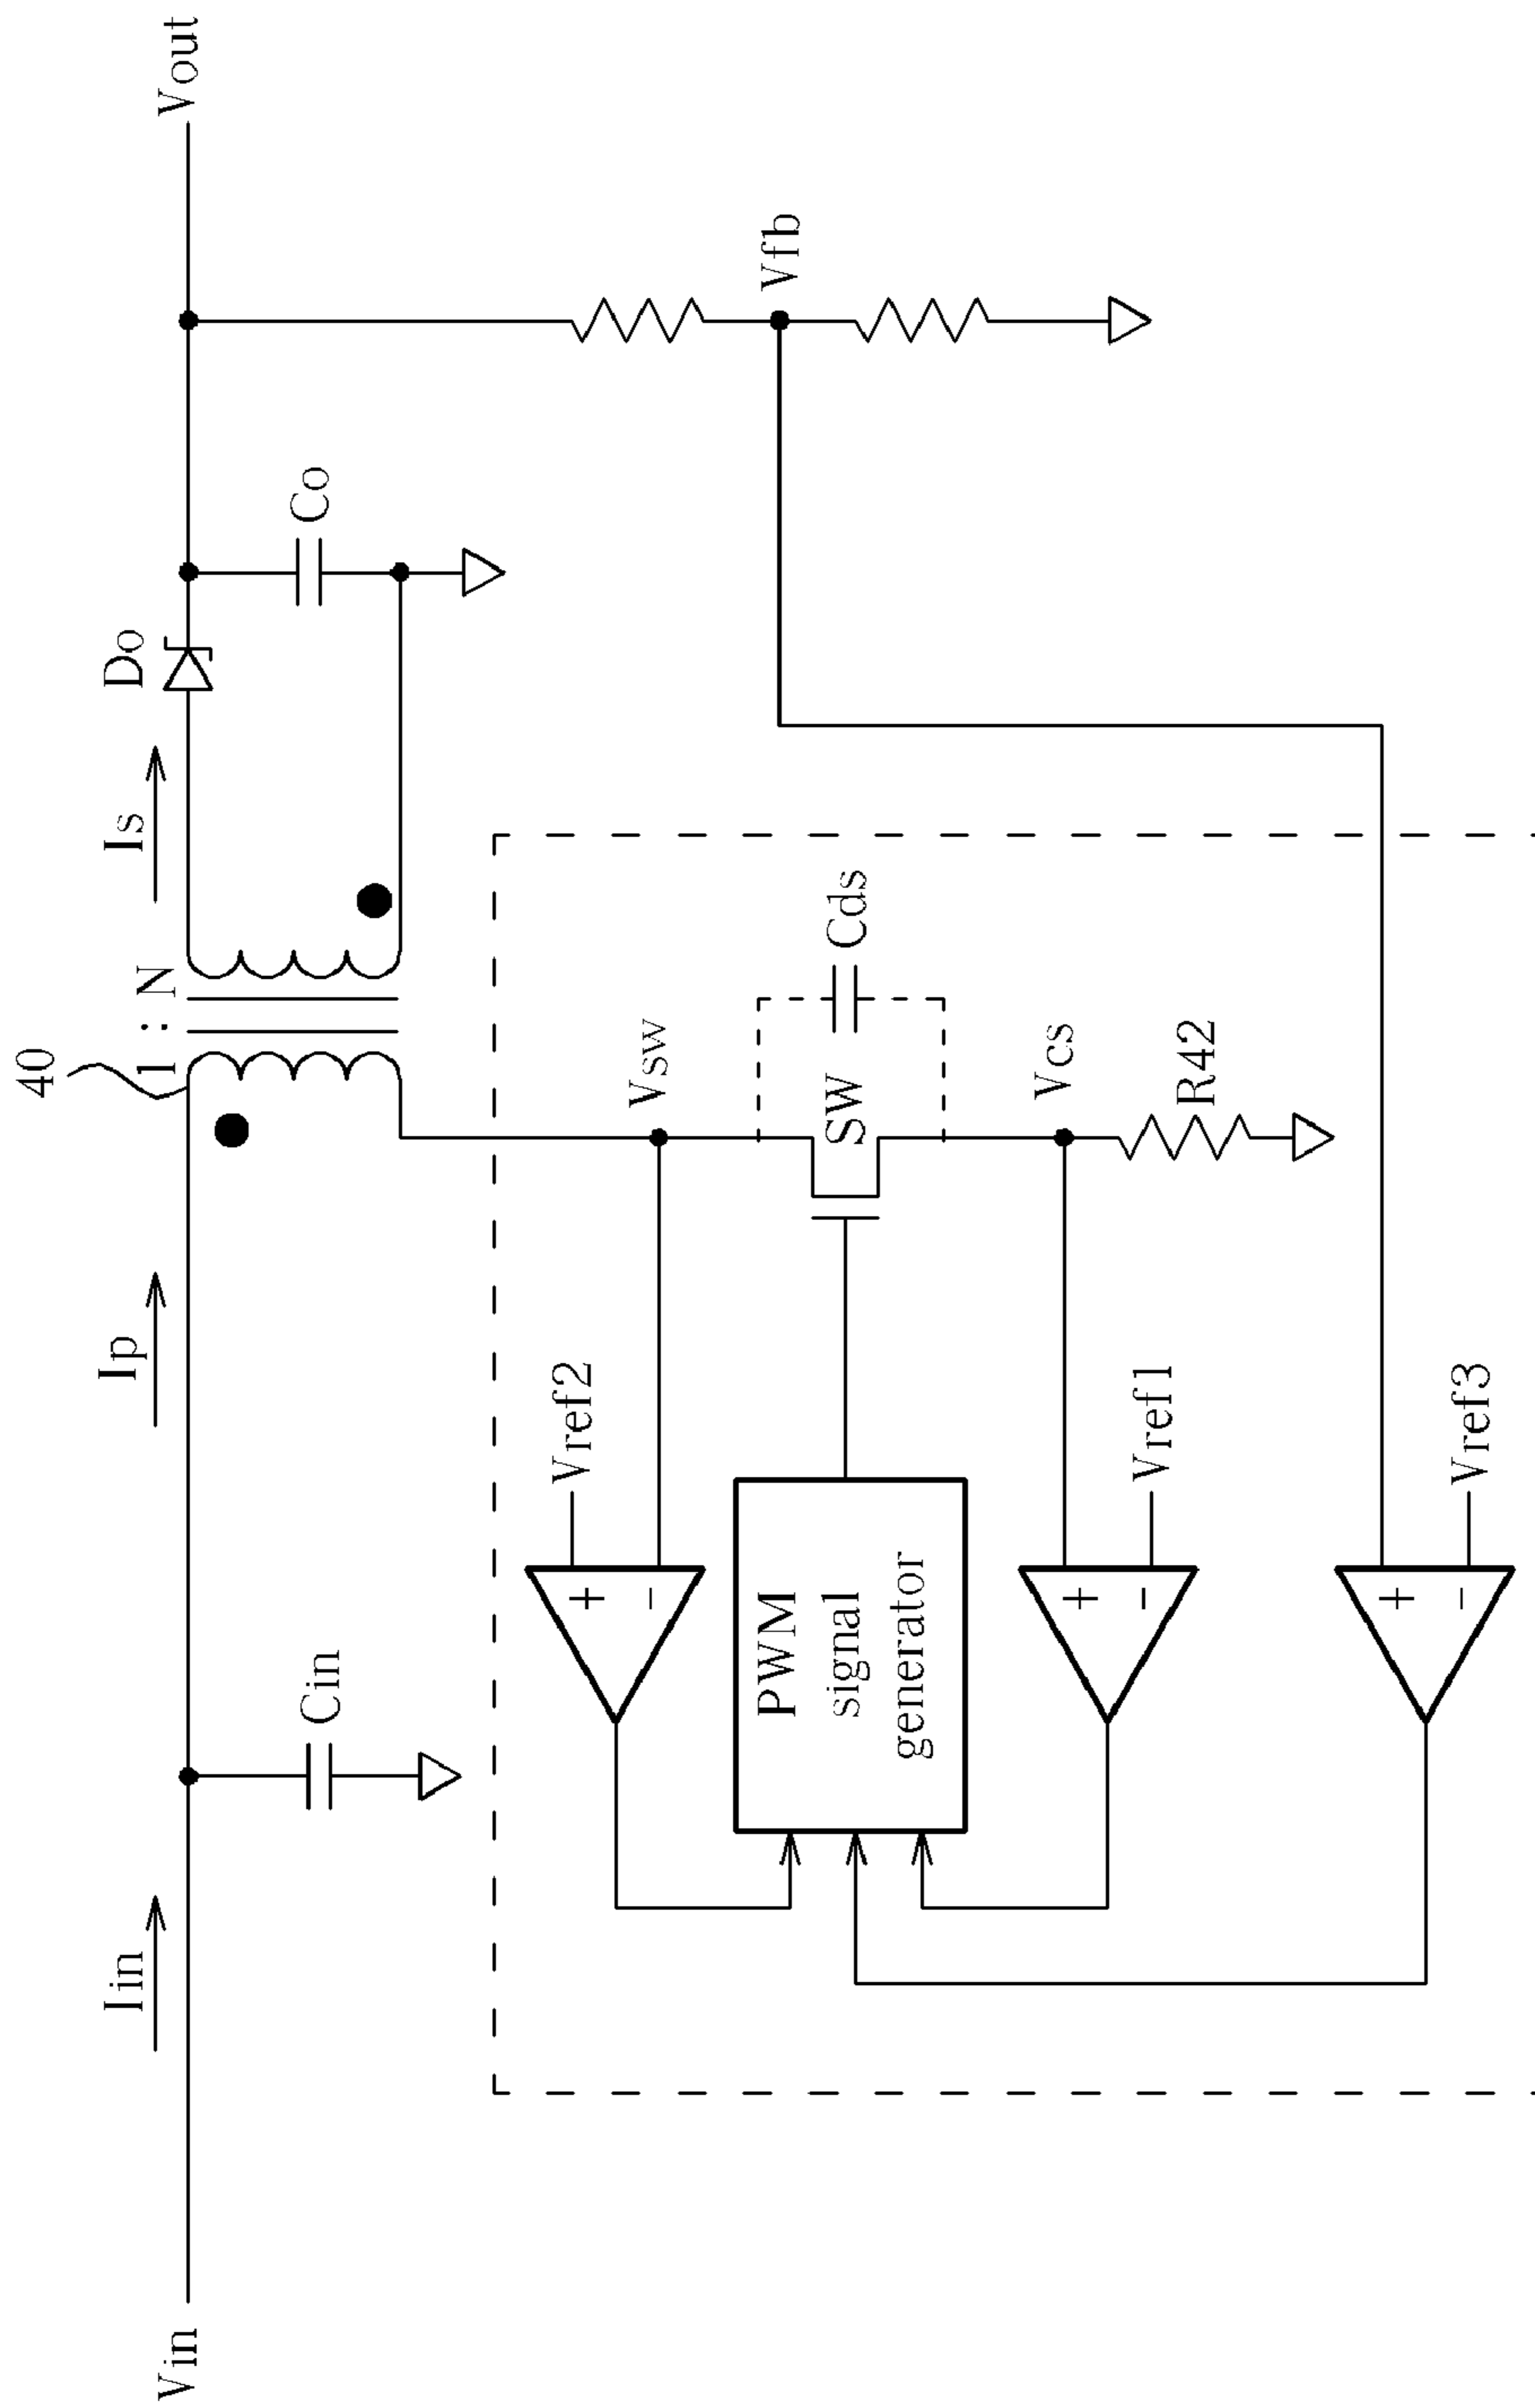 Vin
Iin
Cin
Ip
40
1 : N
Is
Do
Co
Vout
Vfb
Vsw
SW
Cds
Vcs
R42
Vref2
+
−
PWM
signal
generator
Vref1
+
−
Vref3
+
−